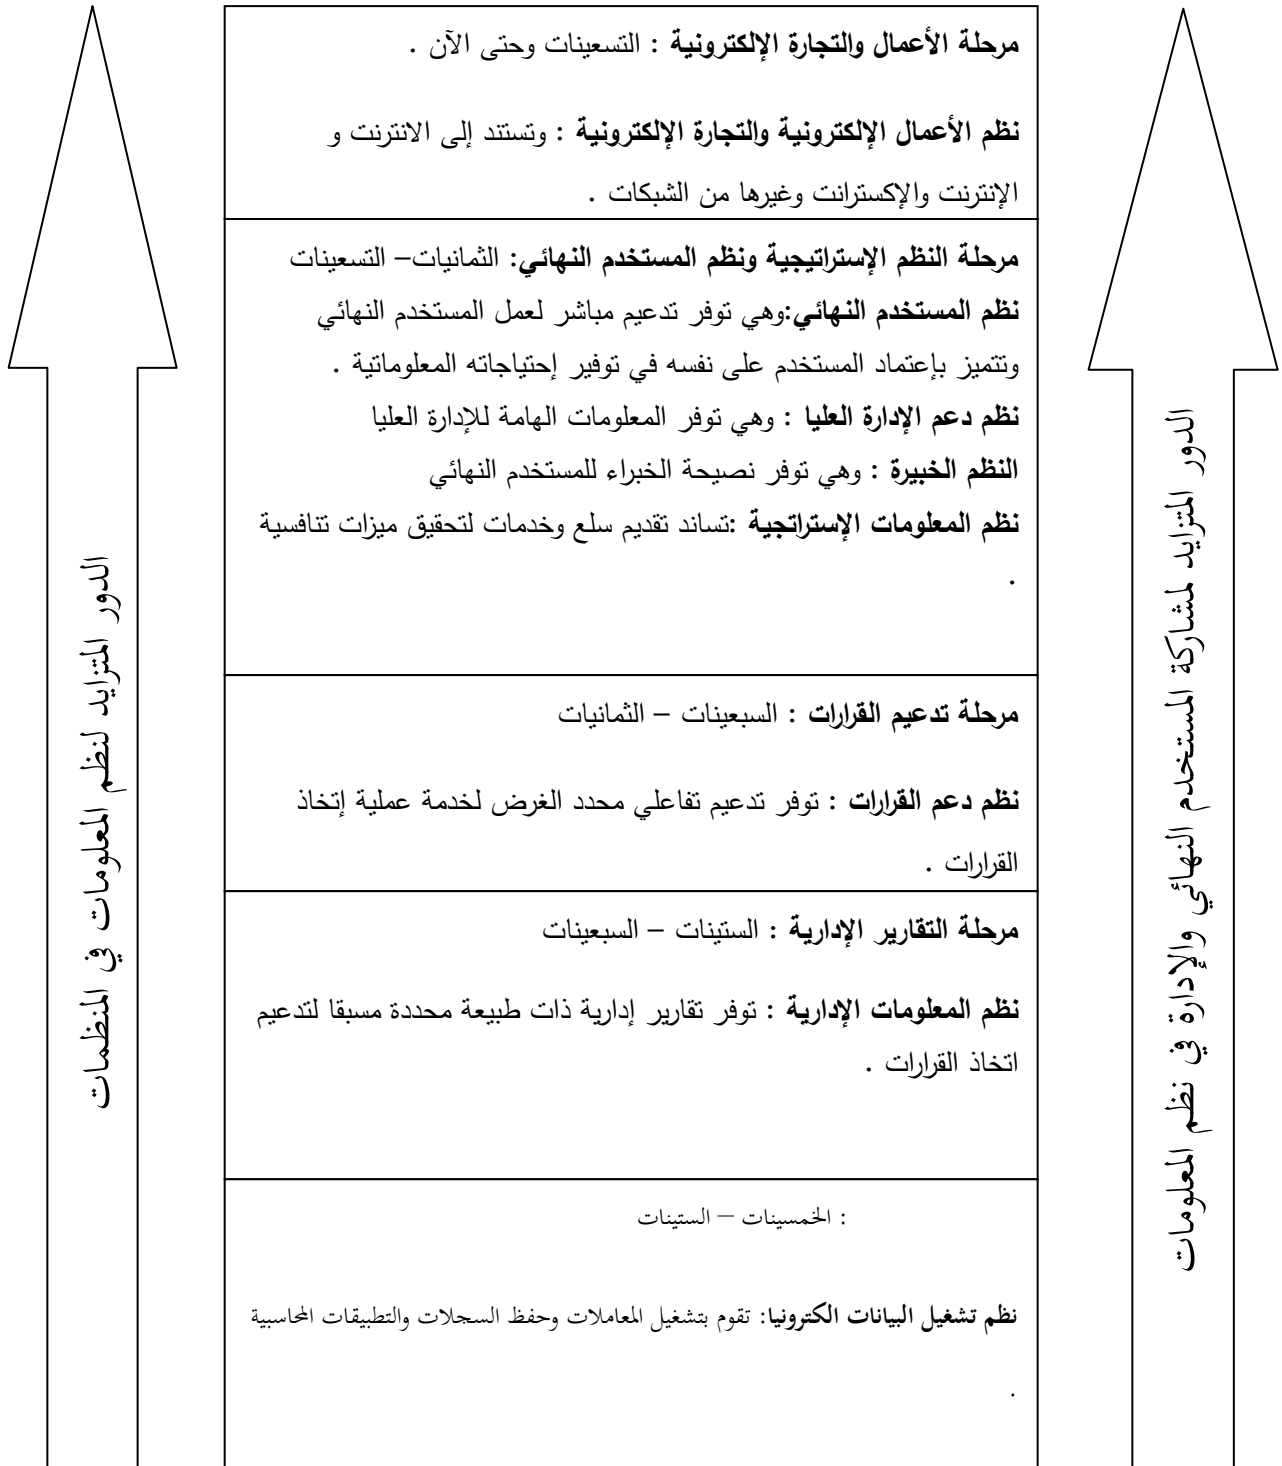 مرحلة الأعمال والتجارة الإلكترونية : التسعينات وحتى الآن .
نظم الأعمال الإلكترونية والتجارة الإلكترونية : وتستند إلى الانترنت و
الإنترنت والإكسترانت وغيرها من الشبكات .
مرحلة النظم الإستراتيجية ونظم المستخدم النهائي: الثمانيات– التسعينات
نظم المستخدم النهائي:وهي توفر تدعيم مباشر لعمل المستخدم النهائي
وتتميز بإعتماد المستخدم على نفسه في توفير إحتياجاته المعلوماتية .
نظم دعم الإدارة العليا : وهي توفر المعلومات الهامة للإدارة العليا
النظم الخبيرة : وهي توفر نصيحة الخبراء للمستخدم النهائي
نظم المعلومات الإستراتجية :تساند تقديم سلع وخدمات لتحقيق ميزات تنافسية
.
مرحلة تدعيم القرارات : السبعينات – الثمانيات
نظم دعم القرارات : توفر تدعيم تفاعلي محدد الغرض لخدمة عملية إتخاذ
القرارات .
مرحلة التقارير الإدارية : الستينات – السبعينات
نظم المعلومات الإدارية : توفر تقارير إدارية ذات طبيعة محددة مسبقا لتدعيم
اتخاذ القرارات .
: الخمسينات – الستينات
نظم تشغيل البيانات الكترونيا: تقوم بتشغيل المعاملات وحفظ السجلات والتطبيقات المحاسبية
.
الدور المتزايد لمشاركة المستخدم النهائي والإدارة في نظم المعلومات
الدور المتزايد لنظم المعلومات في المنظمات